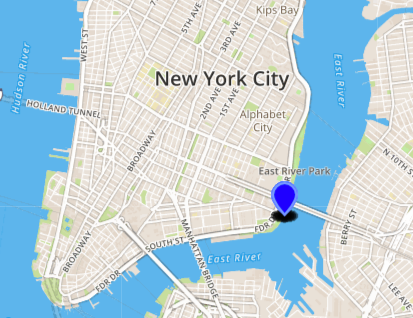 Kips Bay
5TH AVE
3RD AVE
WEST ST
Hudson River
East River
New York City
2ND AVE
1ST AVE
HOLLAND TUNNEL
Alphabet
City
BROADWAY
N 10TH S
East River Park
FDR D
BERRY ST
BROADWAY
SOUTH ST
MANHATTAN BRIDGE
East River
FDR DR
LEE AVE